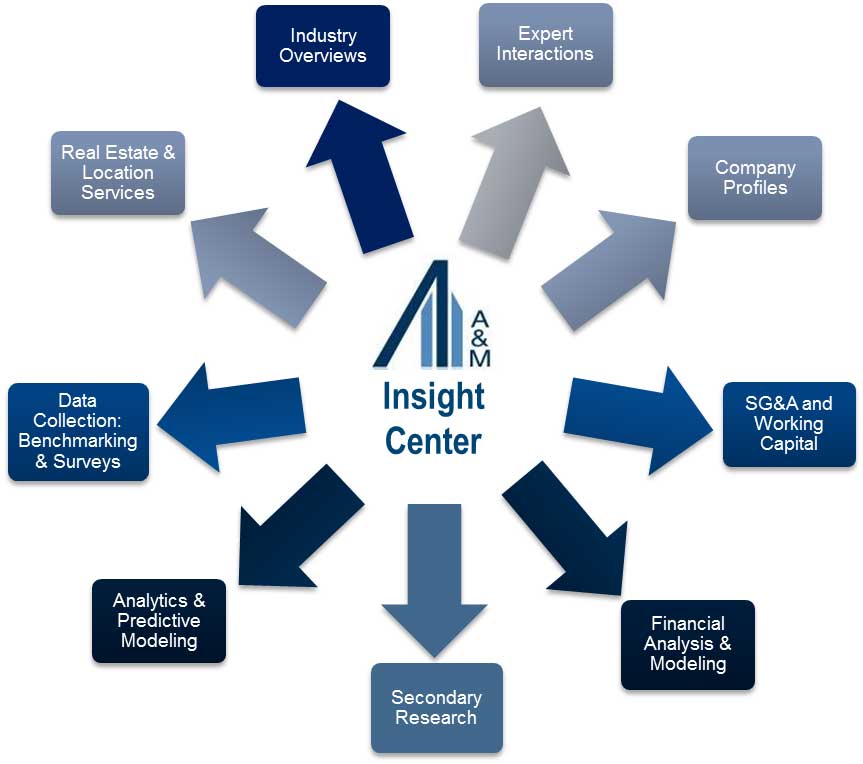 Industry
Overviews
Expert
Interactions
Real Estate &
Location
Services
Company
Profiles
A&M
Insight
Center
Data
Collection:
Benchmarking
& Surveys
SG&A and
Working
Capital
Analytics &
Predictive
Modeling
Financial
Analysis &
Modeling
Secondary
Research